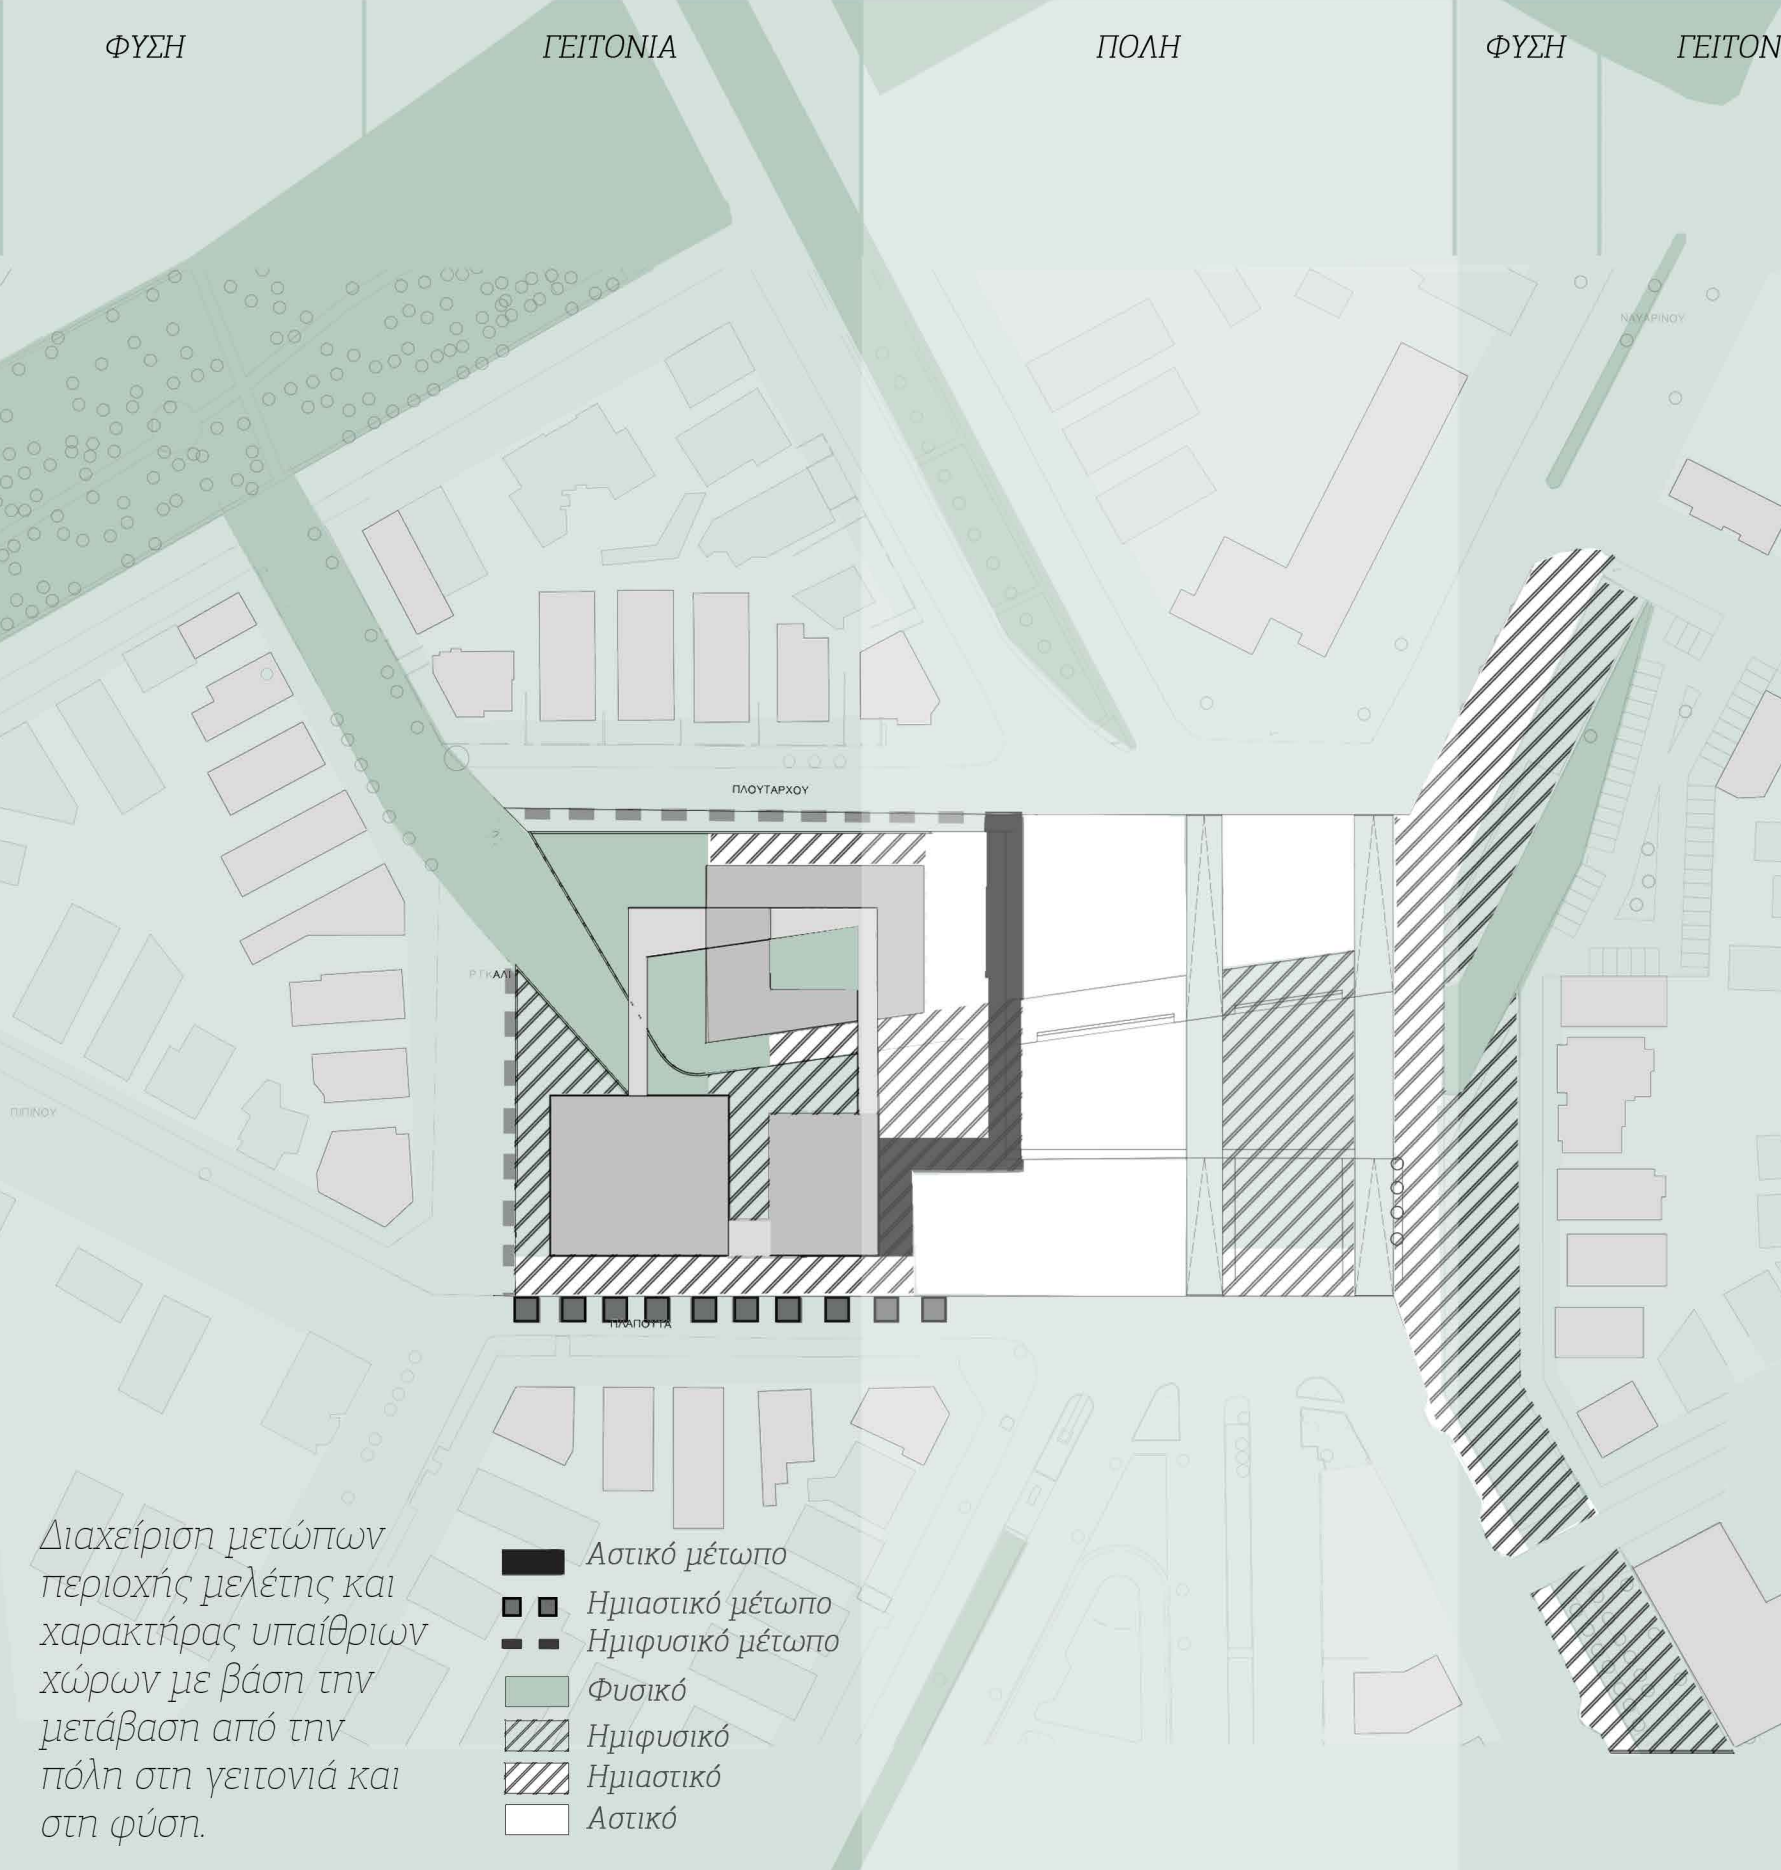 ΦΥΣΗ ΓΕΙΤΟΝΙΑ ΠΟΛΗ ΦΥΣΗ ΓΕΙΤΟΝ
ΝΑΥΑΡΙΝΟΥ
ΠΛΟΥΤΑΡΧΟΥ
ΠΙΠΙΝΟΥ
ΠΛΑΠΟΥΤΑ
Διαχείριση μετώπων
περιοχής μελέτης και
χαρακτήρας υπαίθριων
χώρων με βάση την
μετάβαση από την
πόλη στη γειτονιά και
στη φύση.
Αστικό μέτωπο
Ημιαστικό μέτωπο
Ημιφυσικό μέτωπο
Φυσικό
Ημιφυσικό
Ημιαστικό
Αστικό